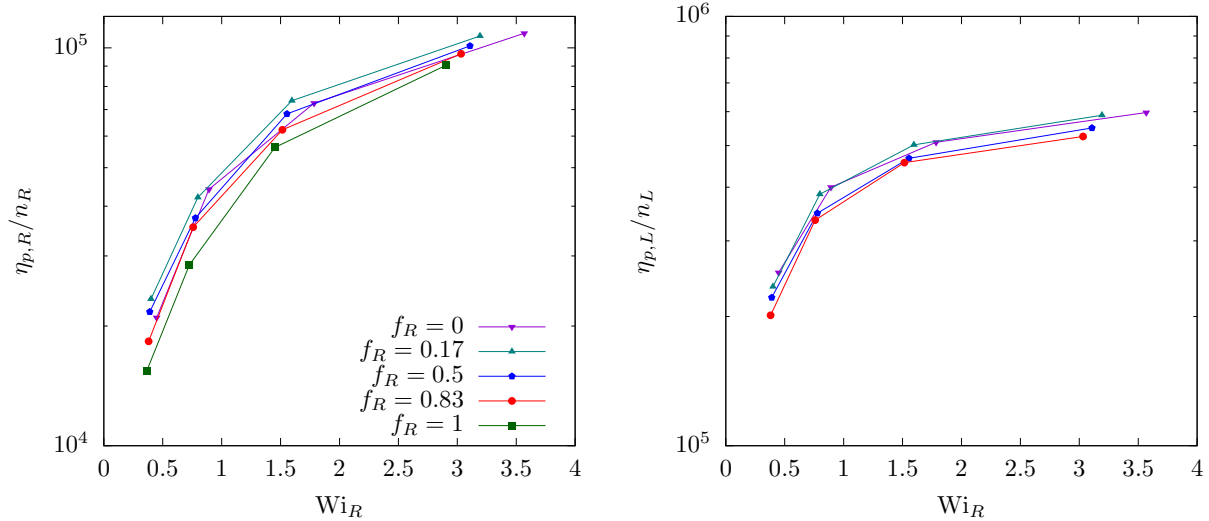 10^5
10^4
η_{p,R}/n_R
0 0.5 1 1.5 2 2.5 3 3.5 4
Wi_R
f_R = 0
f_R = 0.17
f_R = 0.5
f_R = 0.83
f_R = 1
10^6
10^5
η_{p,L}/n_L
0 0.5 1 1.5 2 2.5 3 3.5 4
Wi_R